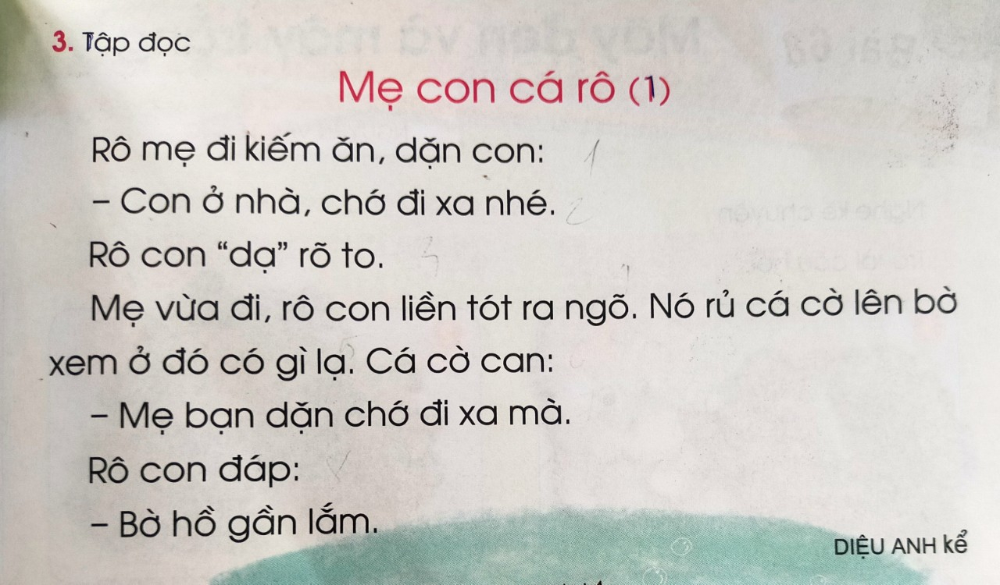 3. Tập đọc
Mẹ con cá rô (1)
Rô mẹ đi kiếm ăn, dặn con:
– Con ở nhà, chớ đi xa nhé.
Rô con “dạ” rõ to.
Mẹ vừa đi, rô con liền tót ra ngõ. Nó rủ cá cờ lên bờ
xem ở đó có gì lạ. Cá cờ can:
– Mẹ bạn dặn chớ đi xa mà.
Rô con đáp:
– Bờ hồ gần lắm.
DIỆU ANH kể